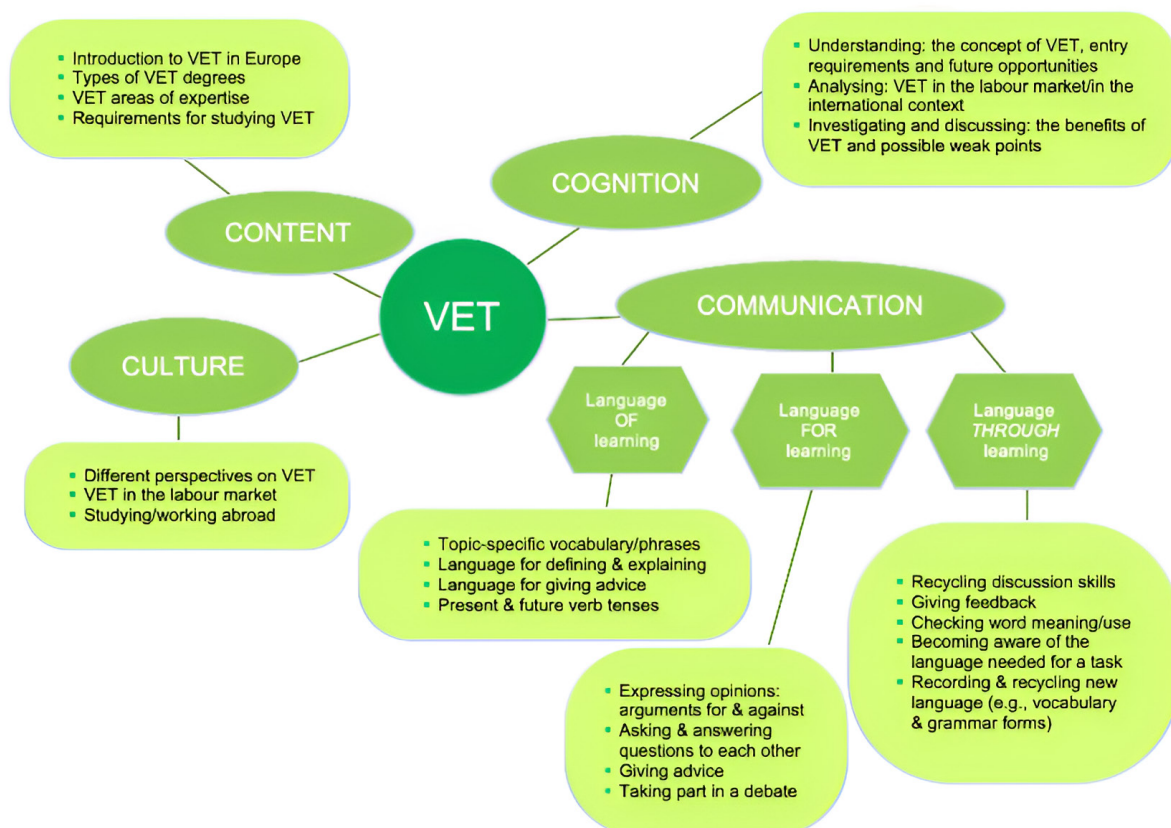 ▪ Introduction to VET in Europe
▪ Types of VET degrees
▪ VET areas of expertise
▪ Requirements for studying VET
▪ Understanding: the concept of VET, entry
requirements and future opportunities
▪ Analysing: VET in the labour market/in the
international context
▪ Investigating and discussing: the benefits of
VET and possible weak points
COGNITION
CONTENT
VET
COMMUNICATION
CULTURE
Language
OF
learning
Language
FOR
learning
Language
THROUGH
learning
▪ Different perspectives on VET
▪ VET in the labour market
▪ Studying/working abroad
▪ Topic-specific vocabulary/phrases
▪ Language for defining & explaining
▪ Language for giving advice
▪ Present & future verb tenses
▪ Expressing opinions:
arguments for & against
▪ Asking & answering
questions to each other
▪ Giving advice
▪ Taking part in a debate
▪ Recycling discussion skills
▪ Giving feedback
▪ Checking word meaning/use
▪ Becoming aware of the
language needed for a task
▪ Recording & recycling new
language (e.g., vocabulary
& grammar forms)